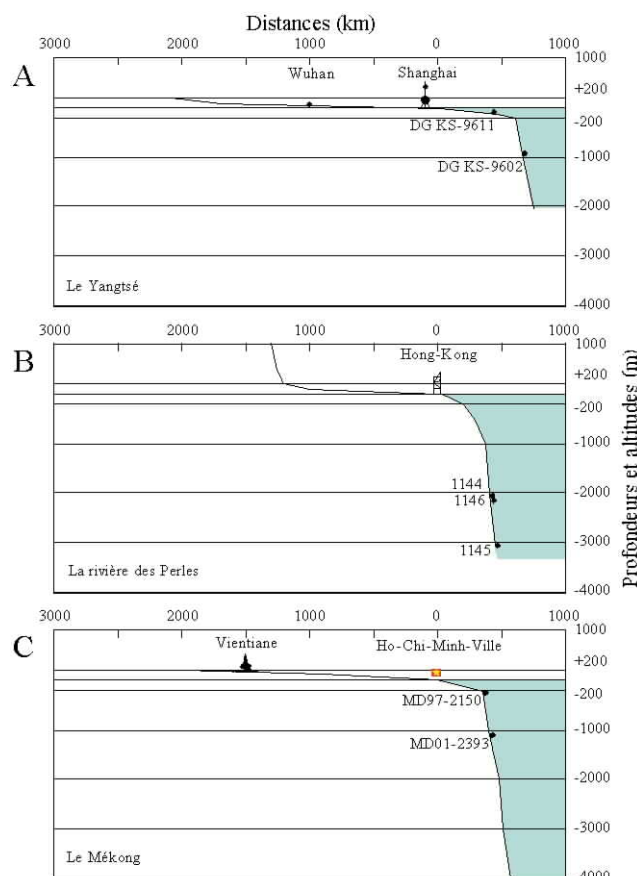 Distances (km)
3000 2000 1000 0 1000
A
1000
Wuhan Shanghai
+200
DG KS-9611
-200
-1000
DG KS-9602
-2000
-3000
Le Yangtsé
-4000
3000 2000 1000 0 1000
B
1000
Hong-Kong
+200
-200
-1000
1144
-2000
1146
-3000
1145
La rivière des Perles
-4000
3000 2000 1000 0 1000
C
1000
Vientiane Ho-Chi-Minh-Ville
+200
MD97-2150
-200
-1000
MD01-2393
-2000
-3000
Le Mékong
-4000
Profondeurs et altitudes (m)